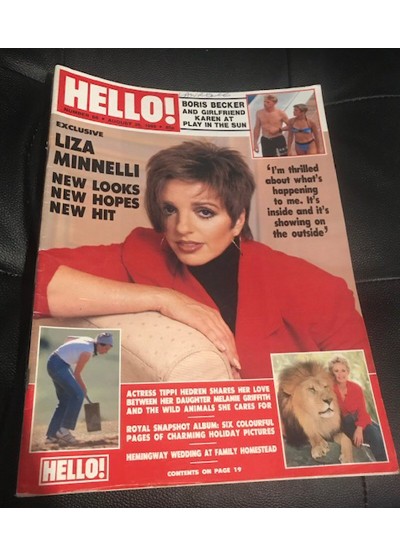 HELLO!
BORIS BECKER
AND GIRLFRIEND
KAREN AT
PLAY IN THE SUN
EXCLUSIVE
LIZA
MINNELLI
NEW LOOKS
NEW HOPES
NEW HIT
'I'm thrilled
about what's
happening
to me. It's
inside and it's
showing on
the outside'
ACTRESS TIPPI HEDREN SHARES HER LOVE
BETWEEN HER DAUGHTER MELANIE GRIFFITH
AND THE WILD ANIMALS SHE CARES FOR
ROYAL SNAPSHOT ALBUM: SIX COLOURFUL
PAGES OF CHARMING HOLIDAY PICTURES
HEMINGWAY WEDDING AT FAMILY HOMESTEAD
HELLO!
CONTENTS ON PAGE 19